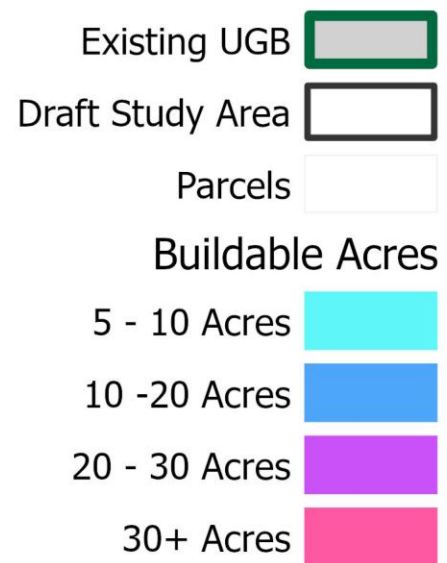 Existing UGB
Draft Study Area
Parcels
Buildable Acres
5 - 10 Acres
10 -20 Acres
20 - 30 Acres
30+ Acres